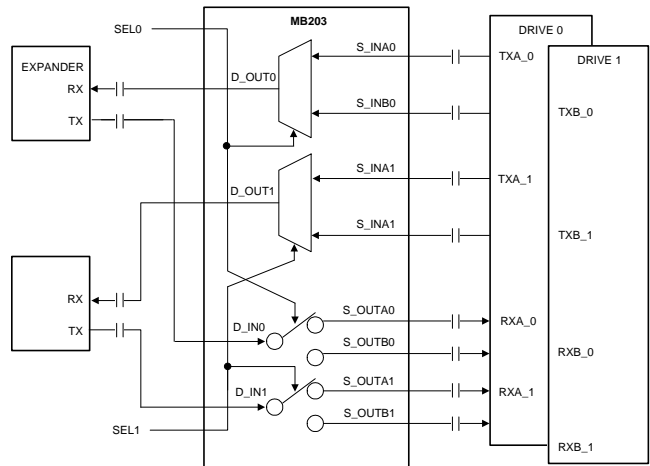 MB203
SEL0
DRIVE 0
S_INA0
TXA_0
DRIVE 1
EXPANDER
D_OUT0
RX
S_INB0
TXB_0
TX
S_INA1
TXA_1
D_OUT1
S_INA1
TXB_1
RX
S_OUTA0
RXA_0
TX
D_IN0
S_OUTB0
RXB_0
S_OUTA1
D_IN1
RXA_1
S_OUTB1
SEL1
RXB_1